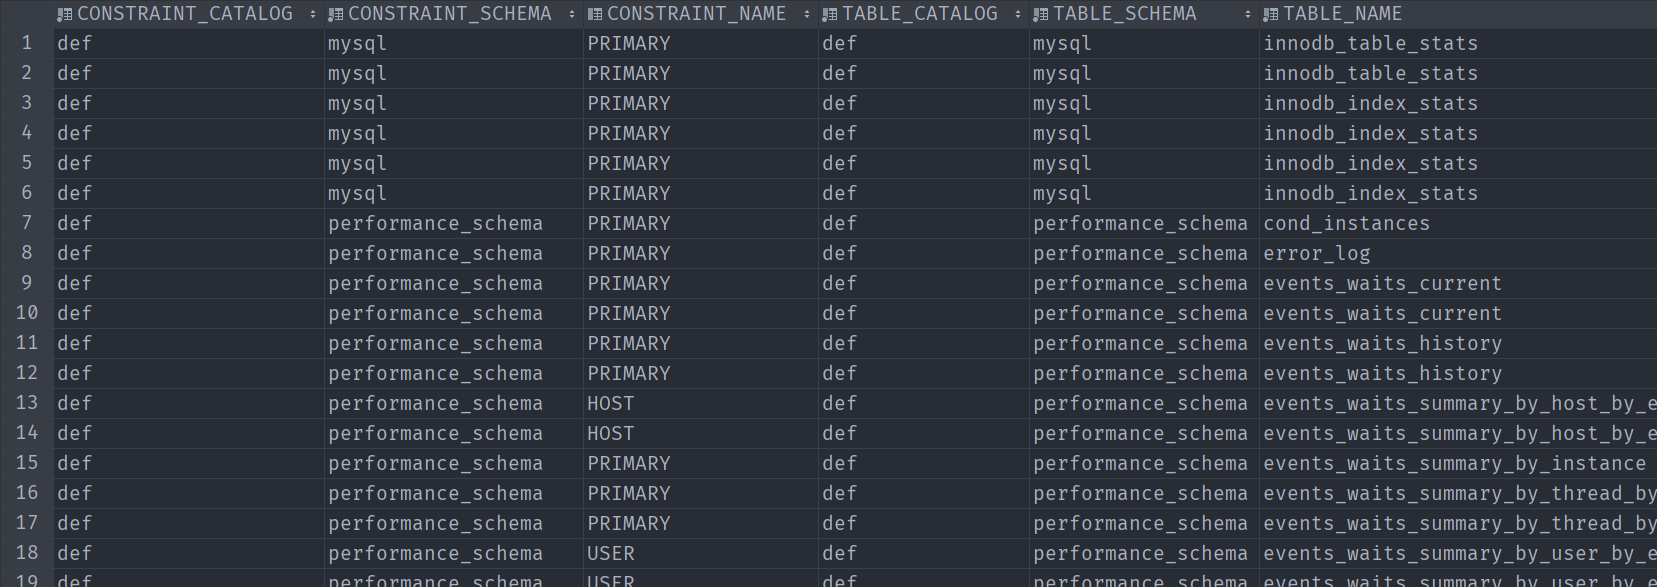 CONSTRAINT_CATALOG CONSTRAINT_SCHEMA CONSTRAINT_NAME TABLE_CATALOG TABLE_SCHEMA TABLE_NAME
1 def mysql PRIMARY def mysql innodb_table_stats
2 def mysql PRIMARY def mysql innodb_table_stats
3 def mysql PRIMARY def mysql innodb_index_stats
4 def mysql PRIMARY def mysql innodb_index_stats
5 def mysql PRIMARY def mysql innodb_index_stats
6 def mysql PRIMARY def mysql innodb_index_stats
7 def performance_schema PRIMARY def performance_schema cond_instances
8 def performance_schema PRIMARY def performance_schema error_log
9 def performance_schema PRIMARY def performance_schema events_waits_current
10 def performance_schema PRIMARY def performance_schema events_waits_current
11 def performance_schema PRIMARY def performance_schema events_waits_history
12 def performance_schema PRIMARY def performance_schema events_waits_history
13 def performance_schema HOST def performance_schema events_waits_summary_by_host_by_e
14 def performance_schema HOST def performance_schema events_waits_summary_by_host_by_e
15 def performance_schema PRIMARY def performance_schema events_waits_summary_by_instance
16 def performance_schema PRIMARY def performance_schema events_waits_summary_by_thread_by
17 def performance_schema PRIMARY def performance_schema events_waits_summary_by_thread_by
18 def performance_schema USER def performance_schema events_waits_summary_by_user_by_e
19 def performance_schema USER def performance_schema events_waits_summary_by_user_by_e